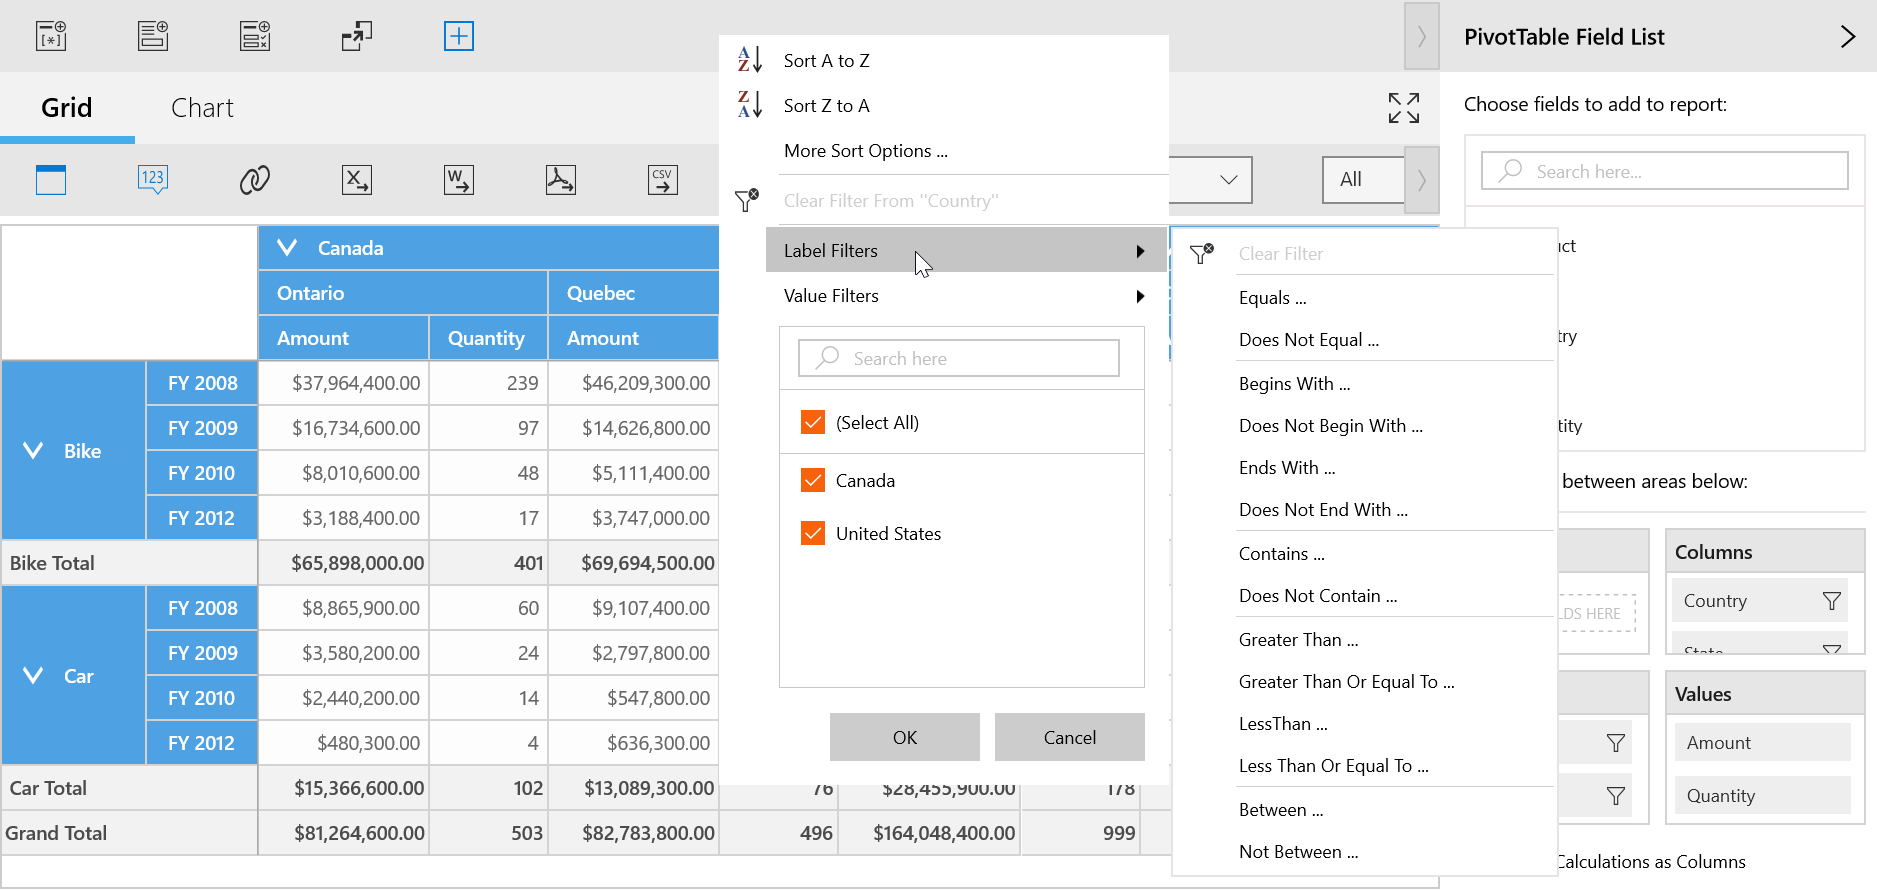 PivotTable Field List
Grid
Chart
Choose fields to add to report:
Search here...
123
X
W
CSV
All
Sort A to Z
Sort Z to A
More Sort Options ...
Clear Filter From "Country"
Label Filters
Value Filters
Search here
(Select All)
Canada
United States
OK
Cancel
Clear Filter
Equals ...
Does Not Equal ...
Begins With ...
Does Not Begin With ...
Ends With ...
Does Not End With ...
Contains ...
Does Not Contain ...
Greater Than ...
Greater Than Or Equal To ...
LessThan ...
Less Than Or Equal To ...
Between ...
Not Between ...
Canada
Ontario Quebec
Amount Quantity Amount
Bike
FY 2008 $37,964,400.00 239 $46,209,300.00
FY 2009 $16,734,600.00 97 $14,626,800.00
FY 2010 $8,010,600.00 48 $5,111,400.00
FY 2012 $3,188,400.00 17 $3,747,000.00
Bike Total $65,898,000.00 401 $69,694,500.00
Car
FY 2008 $8,865,900.00 60 $9,107,400.00
FY 2009 $3,580,200.00 24 $2,797,800.00
FY 2010 $2,440,200.00 14 $547,800.00
FY 2012 $480,300.00 4 $636,300.00
Car Total $15,366,600.00 102 $13,089,300.00 76 $28,455,900.00 178
Grand Total $81,264,600.00 503 $82,783,800.00 496 $164,048,400.00 999
uct
try
tity
between areas below:
LDS HERE
Columns
Country
State
Values
Amount
Quantity
Calculations as Columns